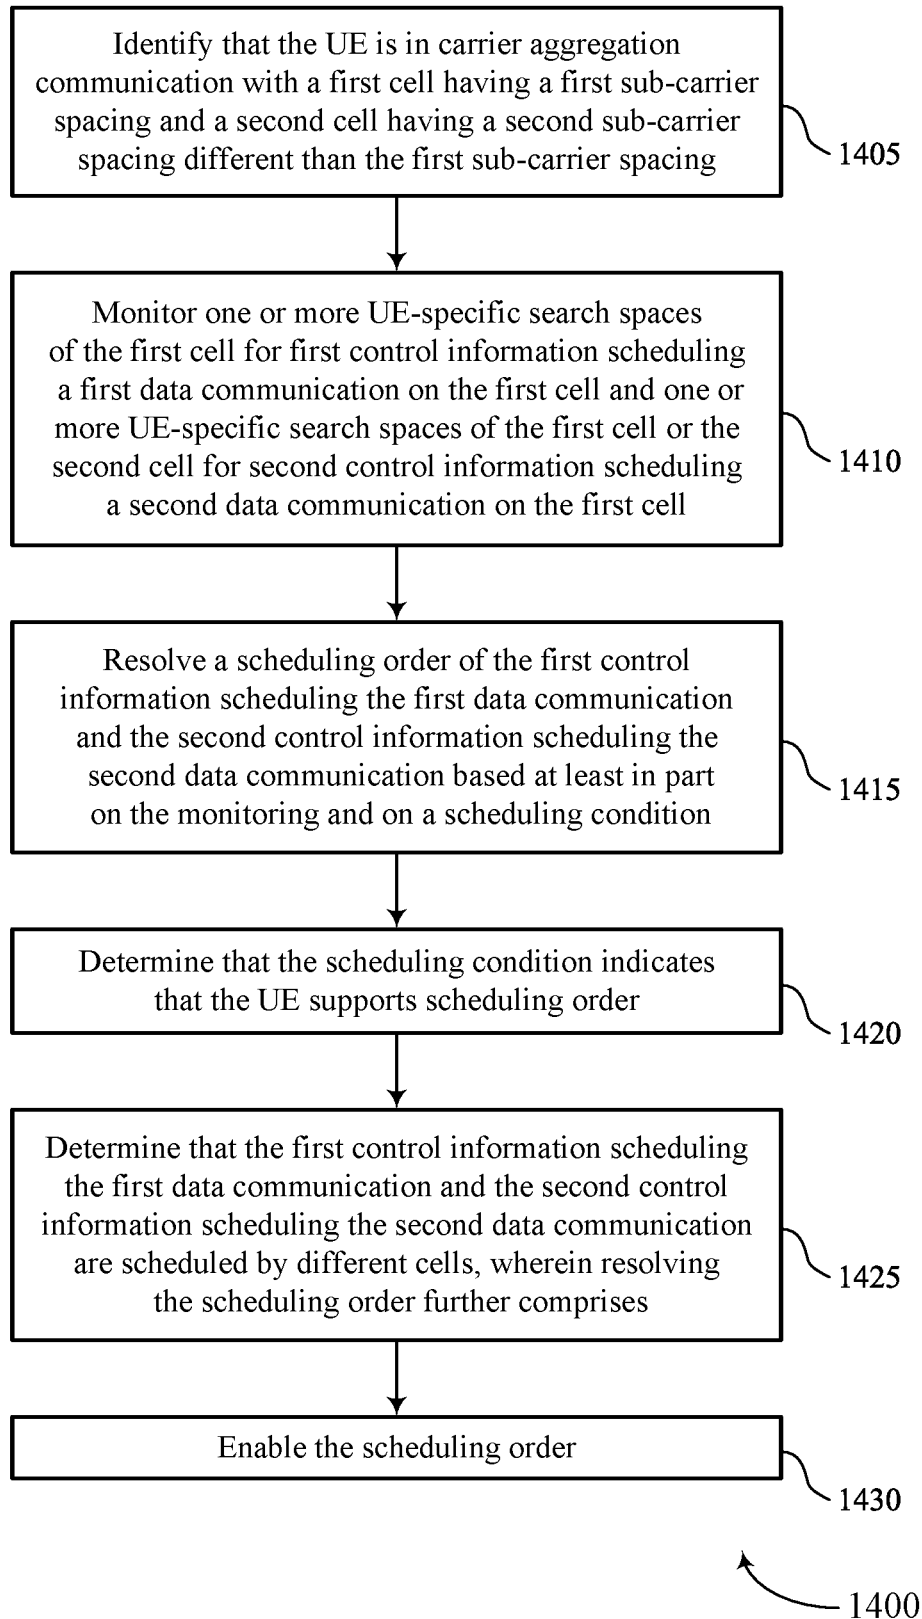 Identify that the UE is in carrier aggregation
communication with a first cell having a first sub-carrier
spacing and a second cell having a second sub-carrier
spacing different than the first sub-carrier spacing
1405
Monitor one or more UE-specific search spaces
of the first cell for first control information scheduling
a first data communication on the first cell and one or
more UE-specific search spaces of the first cell or the
second cell for second control information scheduling
a second data communication on the first cell
1410
Resolve a scheduling order of the first control
information scheduling the first data communication
and the second control information scheduling the
second data communication based at least in part
on the monitoring and on a scheduling condition
1415
Determine that the scheduling condition indicates
that the UE supports scheduling order
1420
Determine that the first control information scheduling
the first data communication and the second control
information scheduling the second data communication
are scheduled by different cells, wherein resolving
the scheduling order further comprises
1425
Enable the scheduling order
1430
1400